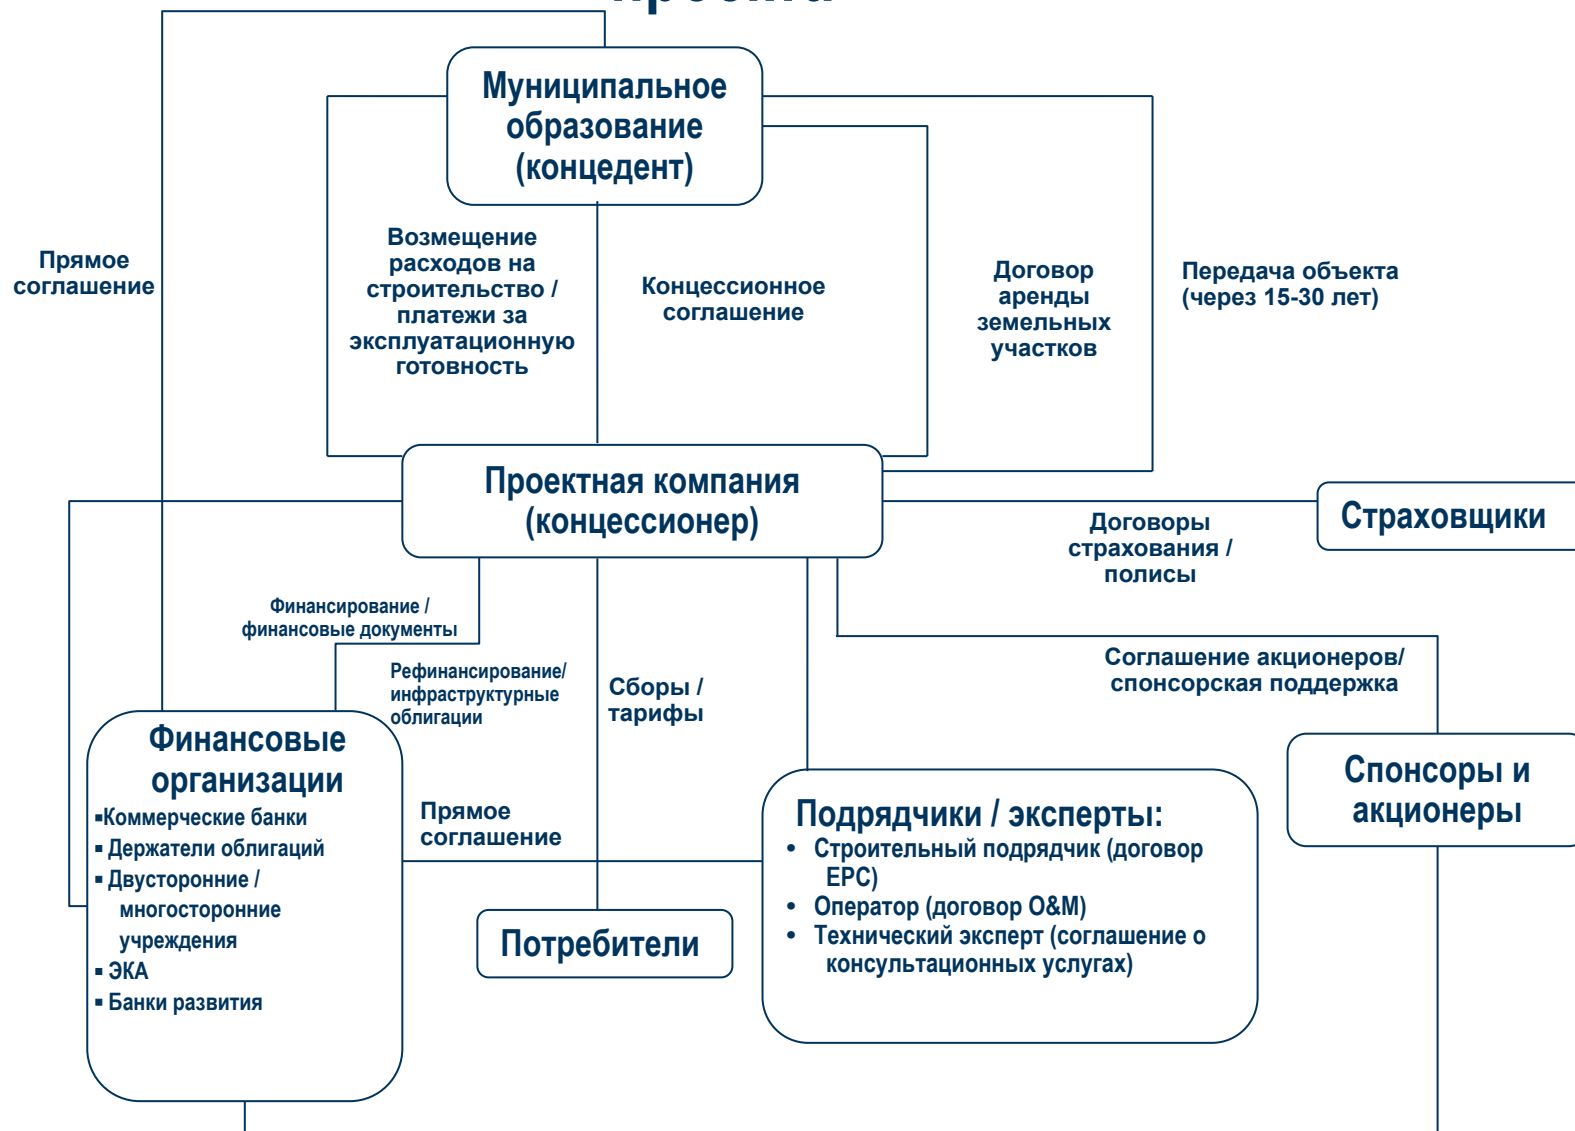 проекта
Муниципальное
образование
(концедент)
Прямое
соглашение
Возмещение
расходов на
строительство /
платежи за
эксплуатационную
готовность
Концессионное
соглашение
Договор
аренды
земельных
участков
Передача объекта
(через 15-30 лет)
Проектная компания
(концессионер)
Страховщики
Договоры
страхования /
полисы
Финансирование /
финансовые документы
Рефинансирование/
инфраструктурные
облигации
Сборы /
тарифы
Соглашение акционеров/
спонсорская поддержка
Финансовые
организации
▪Коммерческие банки
▪ Держатели облигаций
▪ Двусторонние /
многосторонние
учреждения
▪ ЭКА
▪ Банки развития
Прямое
соглашение
Потребители
Подрядчики / эксперты:
• Строительный подрядчик (договор
EPC)
• Оператор (договор O&M)
• Технический эксперт (соглашение о
консультационных услугах)
Спонсоры и
акционеры